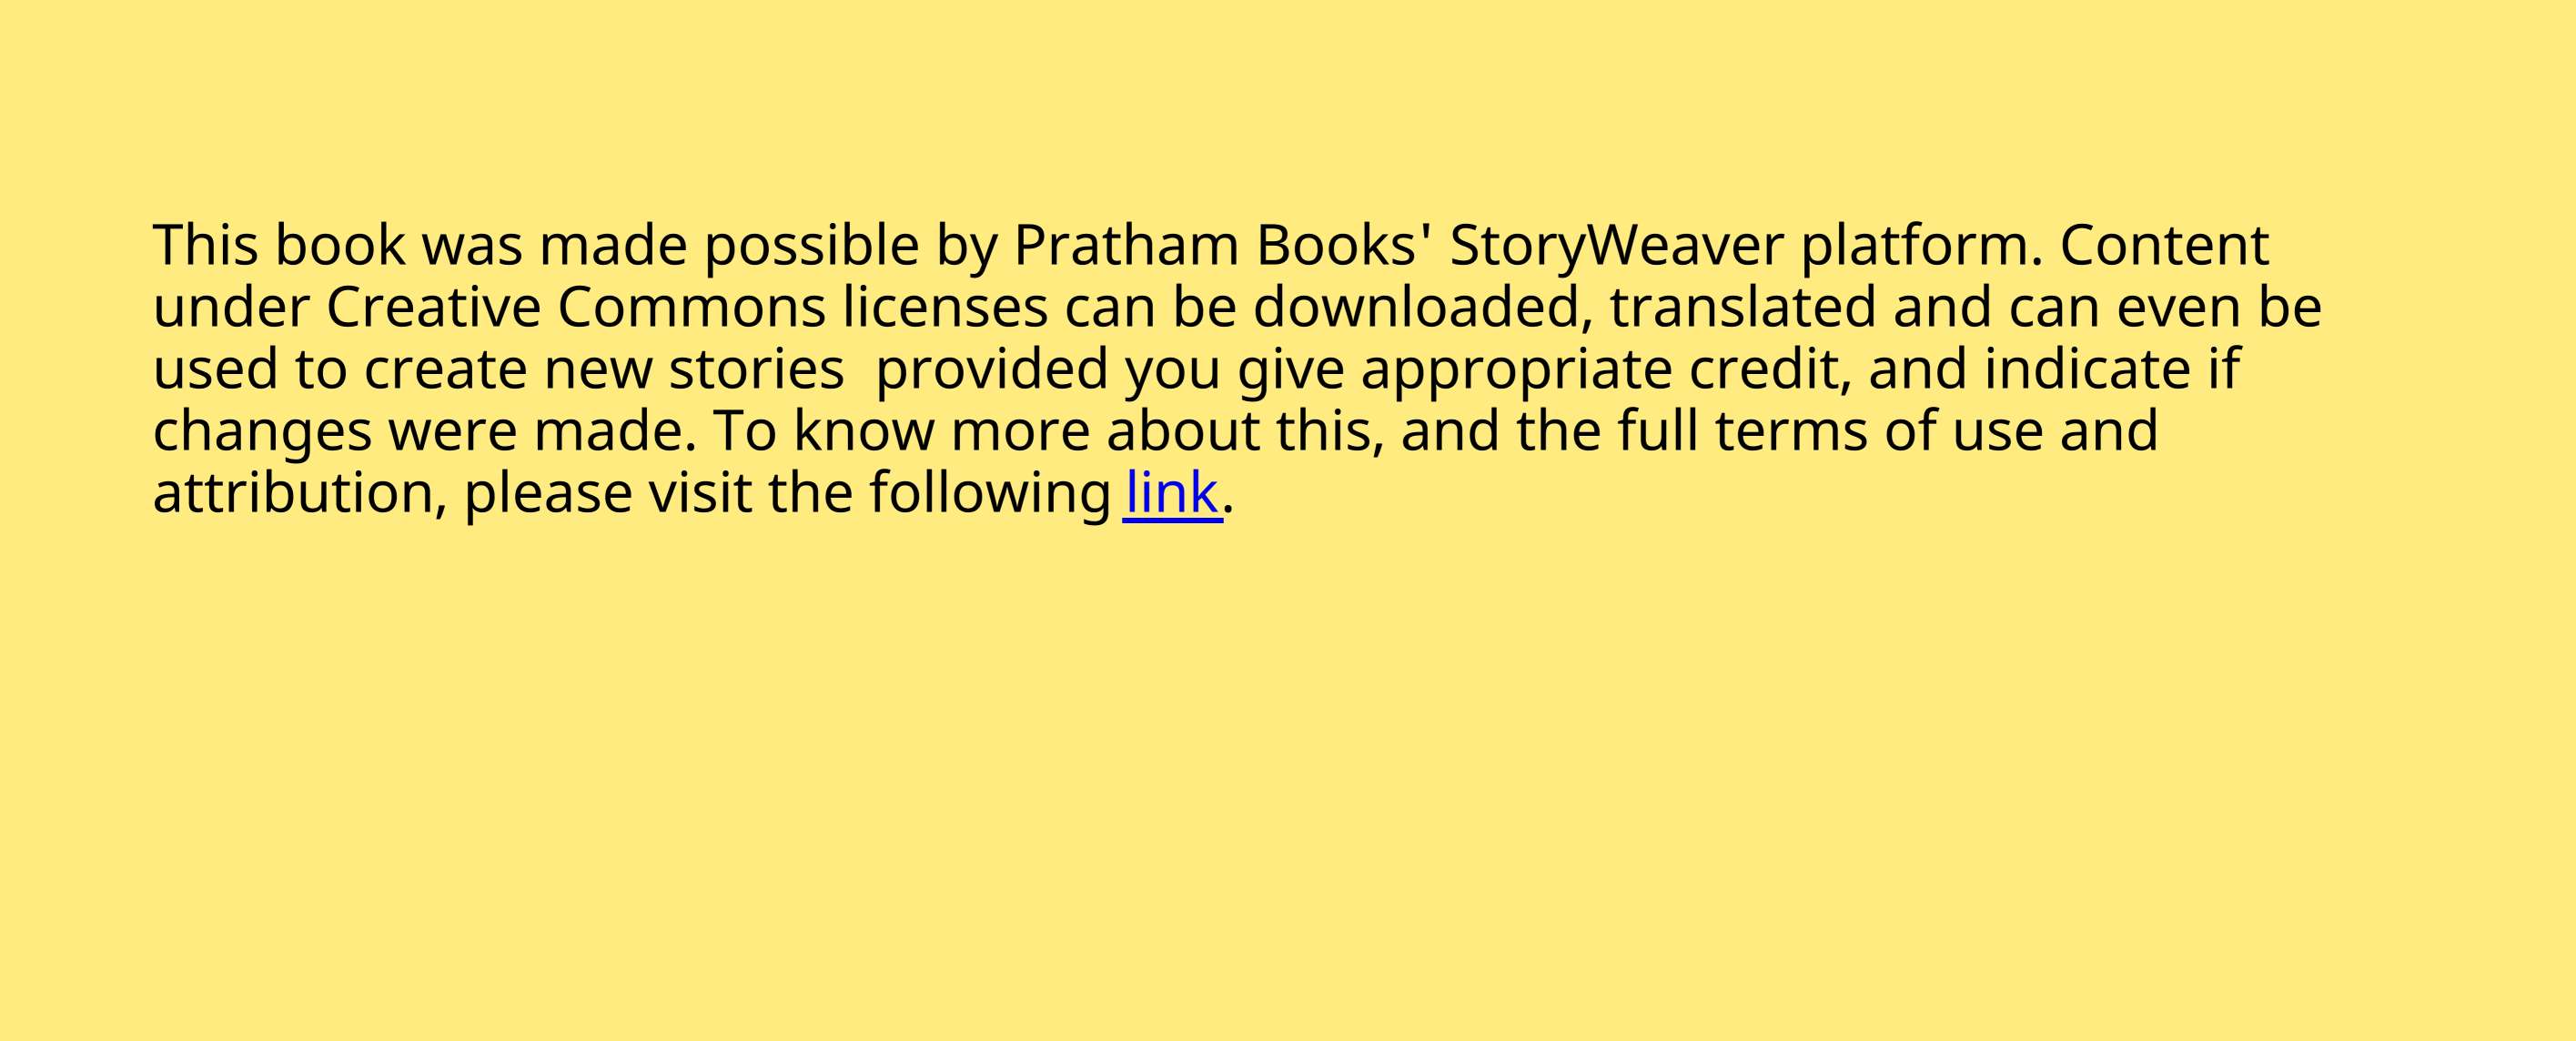 This book was made possible by Pratham Books' StoryWeaver platform. Content
under Creative Commons licenses can be downloaded, translated and can even be
used to create new stories  provided you give appropriate credit, and indicate if
changes were made. To know more about this, and the full terms of use and
attribution, please visit the following link.